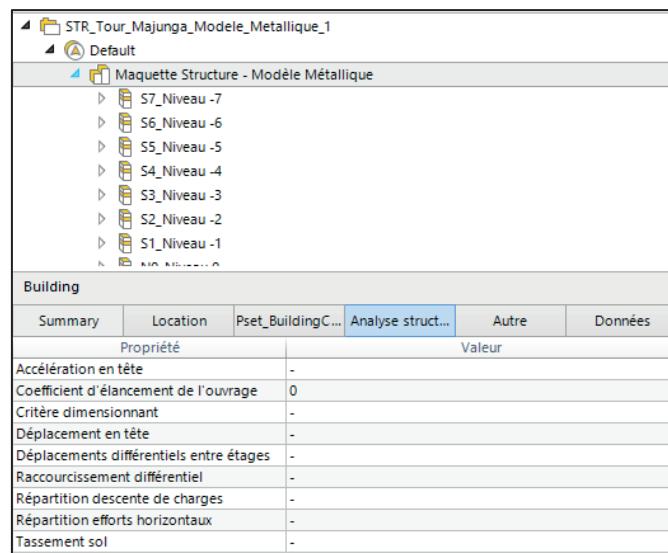 STR_Tour_Majunga_Modele_Metallique_1
Default
Maquette Structure - Modèle Métallique
S7_Niveau -7
S6_Niveau -6
S5_Niveau -5
S4_Niveau -4
S3_Niveau -3
S2_Niveau -2
S1_Niveau -1
Building
Summary Location Pset_BuildingC... Analyse struct... Autre Données
Propriété Valeur
Accélération en tête -
Coefficient d'élancement de l'ouvrage 0
Critère dimensionnant -
Déplacement en tête -
Déplacements différentiels entre étages -
Raccourcissement différentiel -
Répartition descente de charges -
Répartition efforts horizontaux -
Tassement sol -